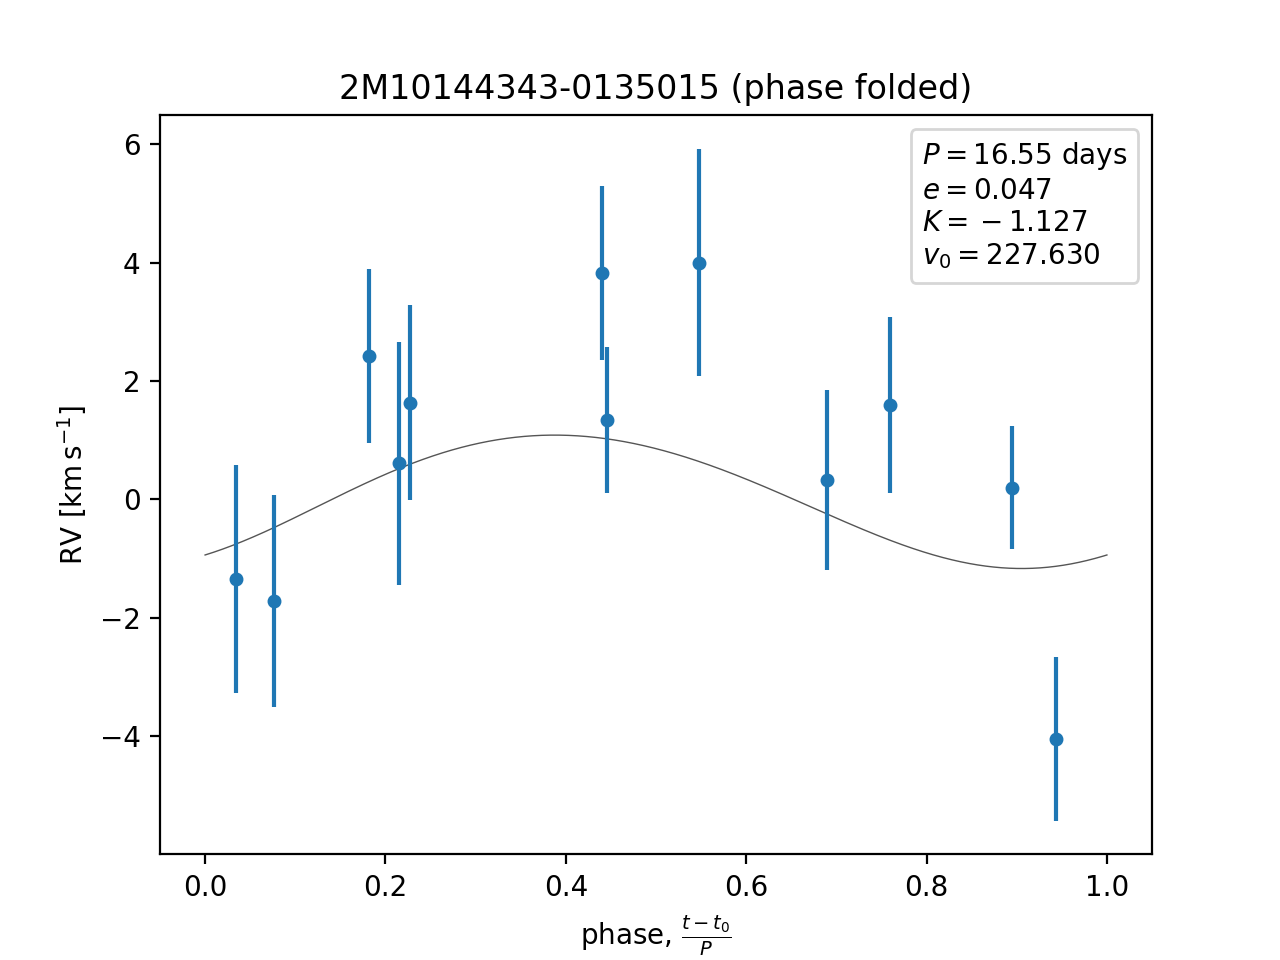 2M10144343-0135015 (phase folded)
P = 16.55 days
e = 0.047
K = − 1.127
v₀ = 227.630
6
4
2
0
−2
−4
RV [km s⁻¹]
0.0 0.2 0.4 0.6 0.8 1.0
phase, (t − t₀)/P